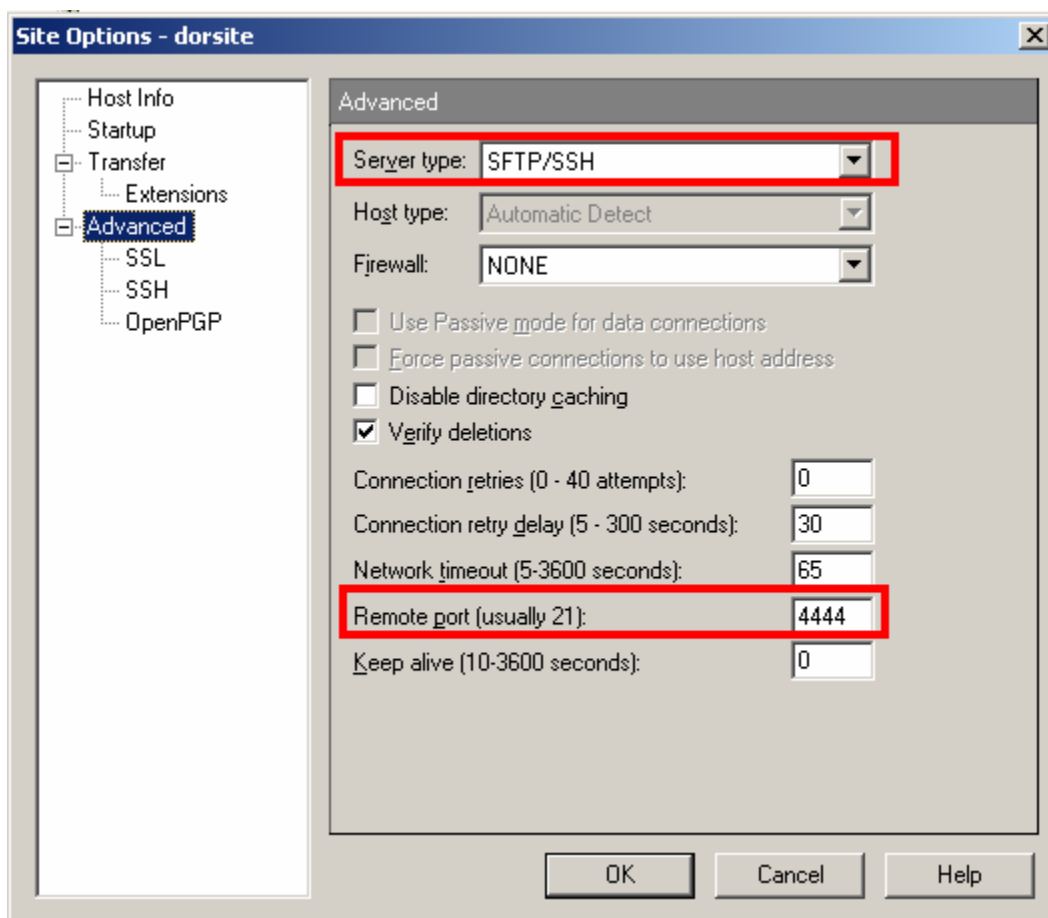 Site Options - dorsite
Host Info
Startup
Transfer
Extensions
Advanced
SSL
SSH
OpenPGP
Advanced
Server type: SFTP/SSH
Host type: Automatic Detect
Firewall: NONE
Use Passive mode for data connections
Force passive connections to use host address
Disable directory caching
Verify deletions
Connection retries (0 - 40 attempts): 0
Connection retry delay (5 - 300 seconds): 30
Network timeout (5-3600 seconds): 65
Remote port (usually 21): 4444
Keep alive (10-3600 seconds): 0
OK Cancel Help